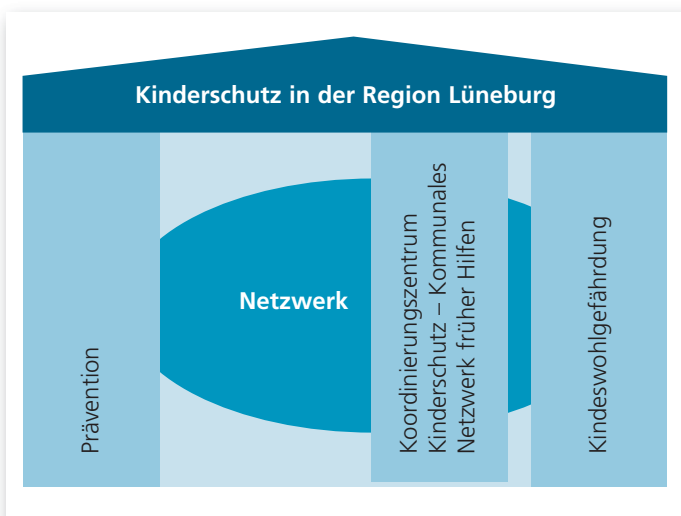 Kinderschutz in der Region Lüneburg
Prävention
Netzwerk
Koordinierungszentrum
Kinderschutz – Kommunales
Netzwerk früher Hilfen
Kindeswohlgefährdung